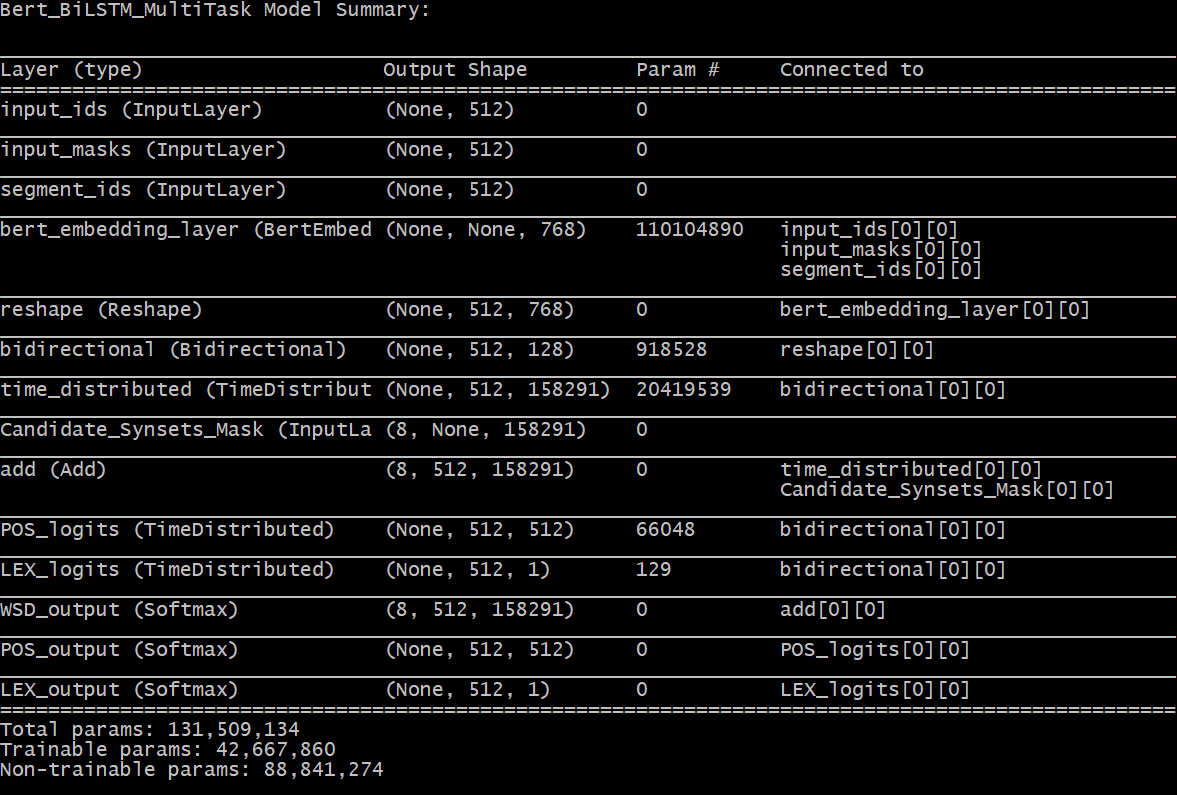 Bert_BiLSTM_MultiTask Model Summary:
Layer (type) Output Shape Param # Connected to
input_ids (InputLayer) (None, 512) 0
input_masks (InputLayer) (None, 512) 0
segment_ids (InputLayer) (None, 512) 0
bert_embedding_layer (BertEmbed (None, None, 768) 110104890 input_ids[0][0]
input_masks[0][0]
segment_ids[0][0]
reshape (Reshape) (None, 512, 768) 0 bert_embedding_layer[0][0]
bidirectional (Bidirectional) (None, 512, 128) 918528 reshape[0][0]
time_distributed (TimeDistribut (None, 512, 158291) 20419539 bidirectional[0][0]
Candidate_Synsets_Mask (InputLa (8, None, 158291) 0
add (Add) (8, 512, 158291) 0 time_distributed[0][0]
Candidate_Synsets_Mask[0][0]
POS_logits (TimeDistributed) (None, 512, 512) 66048 bidirectional[0][0]
LEX_logits (TimeDistributed) (None, 512, 1) 129 bidirectional[0][0]
WSD_output (Softmax) (8, 512, 158291) 0 add[0][0]
POS_output (Softmax) (None, 512, 512) 0 POS_logits[0][0]
LEX_output (Softmax) (None, 512, 1) 0 LEX_logits[0][0]
Total params: 131,509,134
Trainable params: 42,667,860
Non-trainable params: 88,841,274